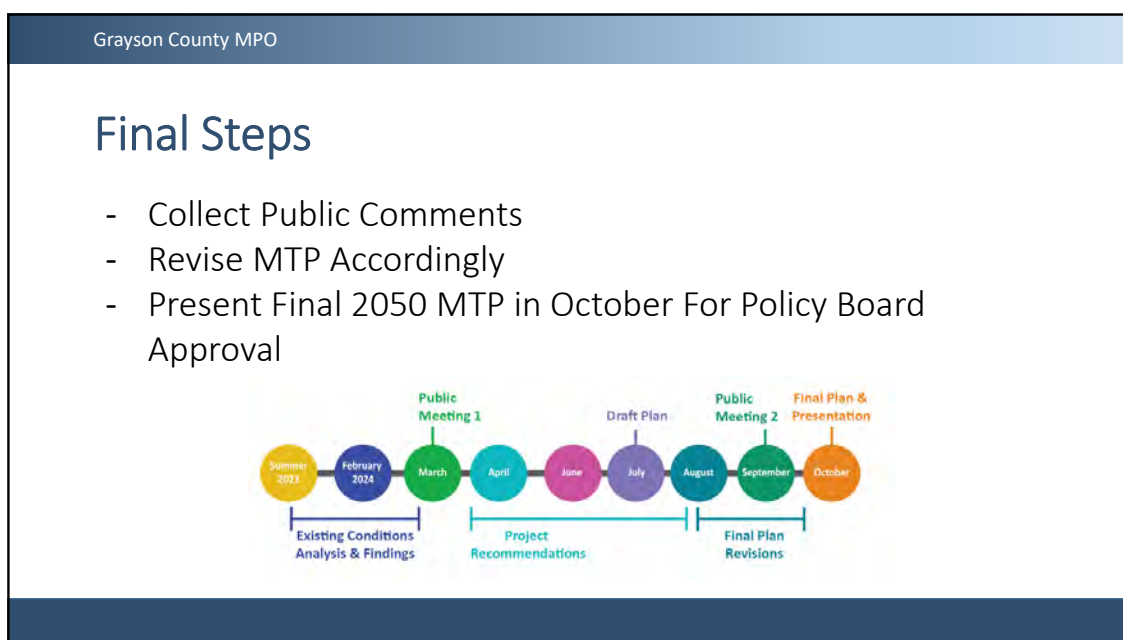 Grayson County MPO
Final Steps
- Collect Public Comments
- Revise MTP Accordingly
- Present Final 2050 MTP in October For Policy Board
Approval
Public
Meeting 1
Draft Plan
Public
Meeting 2
Final Plan &
Presentation
Summer
2023
February
2024
March
April
June
July
August
September
October
Existing Conditions
Analysis & Findings
Project
Recommendations
Final Plan
Revisions